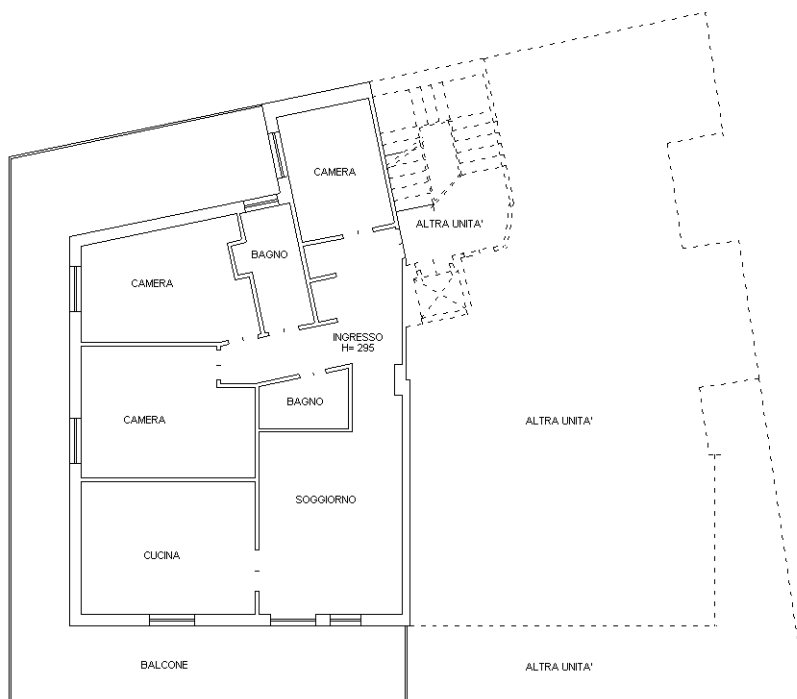 CAMERA
ALTRA UNITA'
BAGNO
CAMERA
INGRESSO
H= 295
BAGNO
CAMERA
ALTRA UNITA'
SOGGIORNO
CUCINA
BALCONE
ALTRA UNITA'